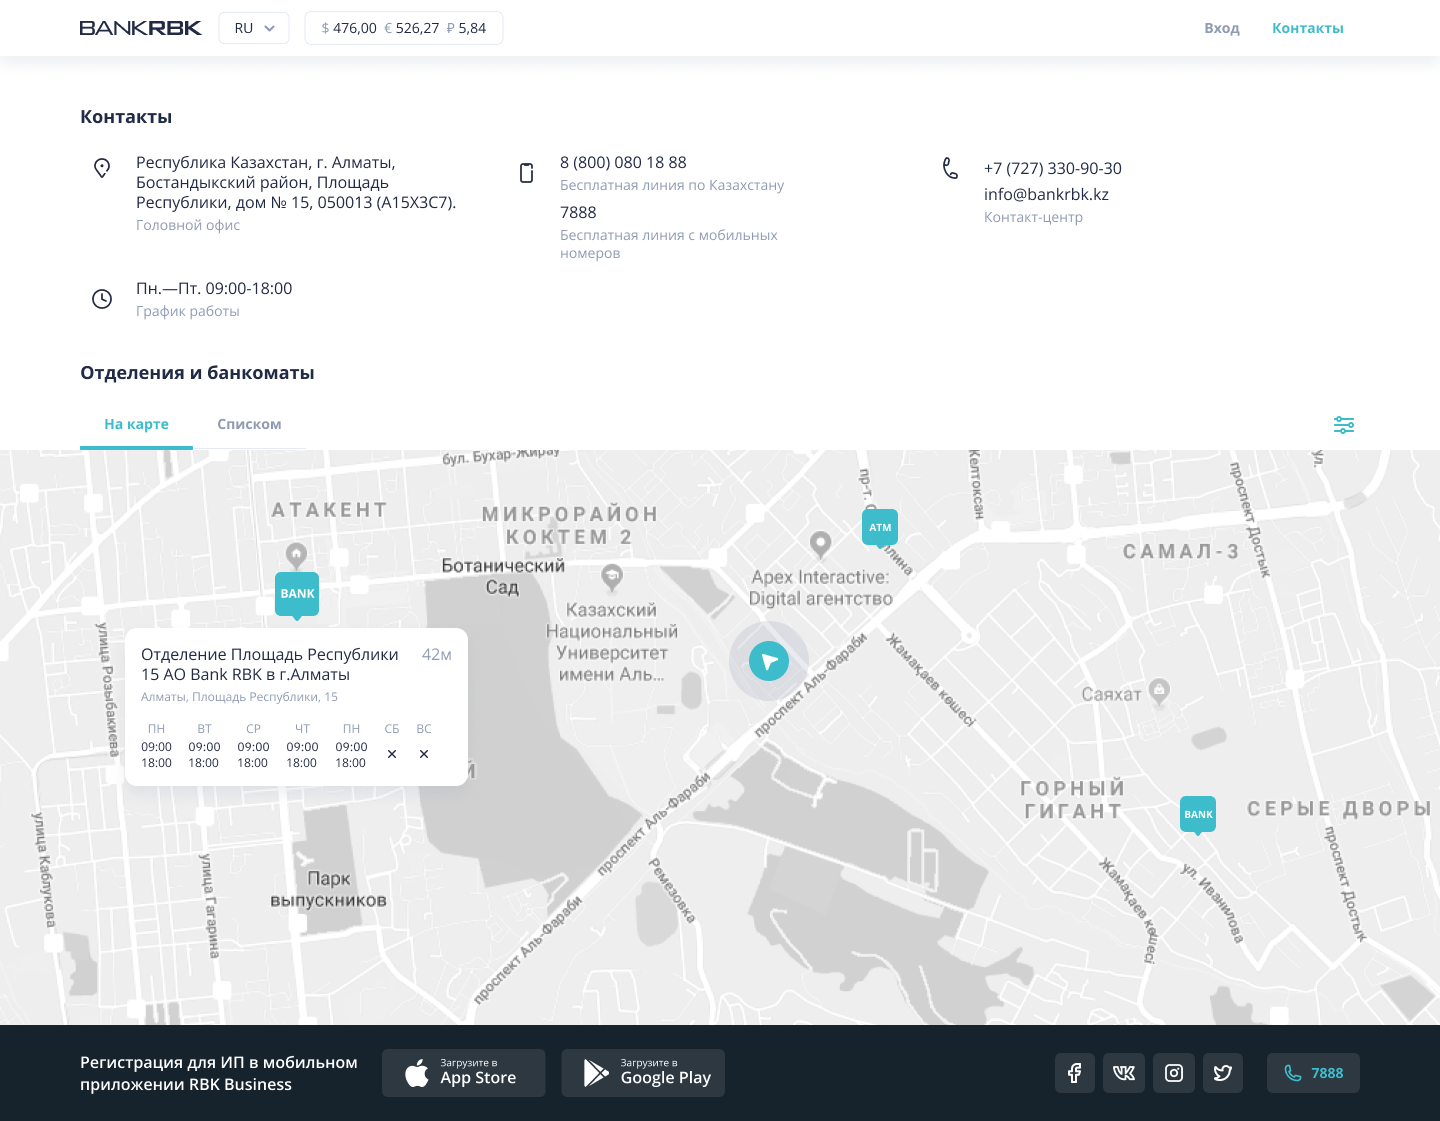 BANKRBK
RU
$ 476,00 € 526,27 ₽ 5,84
Вход
Контакты
Контакты
Республика Казахстан, г. Алматы,
Бостандыкский район, Площадь
Республики, дом № 15, 050013 (A15X3C7).
Головной офис
8 (800) 080 18 88
Бесплатная линия по Казахстану
7888
Бесплатная линия с мобильных
номеров
+7 (727) 330-90-30
info@bankrbk.kz
Контакт-центр
Пн.—Пт. 09:00-18:00
График работы
Отделения и банкоматы
На карте
Списком
бул. Бухар-Жирау
АТАКЕНТ
МИКРОРАЙОН
КОКТЕМ 2
Ботанический
Сад
Казахский
Национальный
Университет
имени Аль...
Apex Interactive:
Digital агентство
ATM
BANK
Желтоксан
ул.
проспект Достык
САМАЛ-3
улица Розыбакиева
Отделение Площадь Республики
15 АО Bank RBK в г.Алматы
42м
Алматы, Площадь Республики, 15
ПН ВТ СР ЧТ ПН СБ ВС
09:00 09:00 09:00 09:00 09:00
18:00 18:00 18:00 18:00 18:00
проспект Аль-Фараби
Жамақаев көшесі
Саяхат
проспект Аль-Фараби
ГОРНЫЙ
ГИГАНТ
BANK
СЕРЫЕ ДВОРЫ
улица Каблукова
улица Гагарина
Парк
выпускников
Ремезовка
проспект Аль-Фараби
Жамақаев көшесі
ул. Иванилова
проспект Достық
Регистрация для ИП в мобильном
приложении RBK Business
Загрузите в
App Store
Загрузите в
Google Play
7888